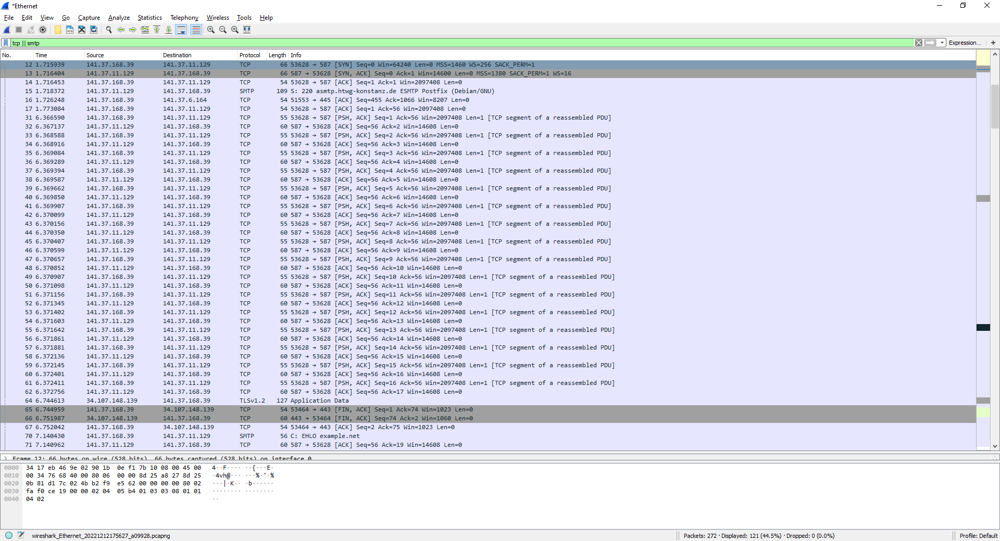 *Ethernet
File Edit View Go Capture Analyze Statistics Telephony Wireless Tools Help
tcp || smtp Expression... +
No. Time Source Destination Protocol Length Info
12 1.715939 141.37.168.39 141.37.11.129 TCP 66 53628 → 587 [SYN] Seq=0 Win=64240 Len=0 MSS=1460 WS=256 SACK_PERM=1
13 1.716404 141.37.11.129 141.37.168.39 TCP 66 587 → 53628 [SYN, ACK] Seq=0 Ack=1 Win=14600 Len=0 MSS=1380 SACK_PERM=1 WS=16
14 1.716453 141.37.168.39 141.37.11.129 TCP 54 53628 → 587 [ACK] Seq=1 Ack=1 Win=2097408 Len=0
15 1.718372 141.37.11.129 141.37.168.39 SMTP 109 S: 220 asmtp.htwg-konstanz.de ESMTP Postfix (Debian/GNU)
16 1.726248 141.37.168.39 141.37.6.164 TCP 54 51553 → 445 [ACK] Seq=455 Ack=1066 Win=8207 Len=0
17 1.773084 141.37.168.39 141.37.11.129 TCP 54 53628 → 587 [ACK] Seq=1 Ack=56 Win=2097408 Len=0
31 6.366590 141.37.168.39 141.37.11.129 TCP 55 53628 → 587 [PSH, ACK] Seq=1 Ack=56 Win=2097408 Len=1 [TCP segment of a reassembled PDU]
32 6.367137 141.37.11.129 141.37.168.39 TCP 60 587 → 53628 [ACK] Seq=56 Ack=2 Win=14608 Len=0
33 6.368588 141.37.168.39 141.37.11.129 TCP 55 53628 → 587 [PSH, ACK] Seq=2 Ack=56 Win=2097408 Len=1 [TCP segment of a reassembled PDU]
34 6.368916 141.37.11.129 141.37.168.39 TCP 60 587 → 53628 [ACK] Seq=56 Ack=3 Win=14608 Len=0
35 6.369084 141.37.168.39 141.37.11.129 TCP 55 53628 → 587 [PSH, ACK] Seq=3 Ack=56 Win=2097408 Len=1 [TCP segment of a reassembled PDU]
36 6.369289 141.37.11.129 141.37.168.39 TCP 60 587 → 53628 [ACK] Seq=56 Ack=4 Win=14608 Len=0
37 6.369394 141.37.168.39 141.37.11.129 TCP 55 53628 → 587 [PSH, ACK] Seq=4 Ack=56 Win=2097408 Len=1 [TCP segment of a reassembled PDU]
38 6.369587 141.37.11.129 141.37.168.39 TCP 60 587 → 53628 [ACK] Seq=56 Ack=5 Win=14608 Len=0
39 6.369662 141.37.168.39 141.37.11.129 TCP 55 53628 → 587 [PSH, ACK] Seq=5 Ack=56 Win=2097408 Len=1 [TCP segment of a reassembled PDU]
40 6.369850 141.37.11.129 141.37.168.39 TCP 60 587 → 53628 [ACK] Seq=56 Ack=6 Win=14608 Len=0
41 6.369907 141.37.168.39 141.37.11.129 TCP 55 53628 → 587 [PSH, ACK] Seq=6 Ack=56 Win=2097408 Len=1 [TCP segment of a reassembled PDU]
42 6.370099 141.37.11.129 141.37.168.39 TCP 60 587 → 53628 [ACK] Seq=56 Ack=7 Win=14608 Len=0
43 6.370156 141.37.168.39 141.37.11.129 TCP 55 53628 → 587 [PSH, ACK] Seq=7 Ack=56 Win=2097408 Len=1 [TCP segment of a reassembled PDU]
44 6.370350 141.37.11.129 141.37.168.39 TCP 60 587 → 53628 [ACK] Seq=56 Ack=8 Win=14608 Len=0
45 6.370407 141.37.168.39 141.37.11.129 TCP 55 53628 → 587 [PSH, ACK] Seq=8 Ack=56 Win=2097408 Len=1 [TCP segment of a reassembled PDU]
46 6.370599 141.37.11.129 141.37.168.39 TCP 60 587 → 53628 [ACK] Seq=56 Ack=9 Win=14608 Len=0
47 6.370657 141.37.168.39 141.37.11.129 TCP 55 53628 → 587 [PSH, ACK] Seq=9 Ack=56 Win=2097408 Len=1 [TCP segment of a reassembled PDU]
48 6.370852 141.37.11.129 141.37.168.39 TCP 60 587 → 53628 [ACK] Seq=56 Ack=10 Win=14608 Len=0
49 6.370907 141.37.168.39 141.37.11.129 TCP 55 53628 → 587 [PSH, ACK] Seq=10 Ack=56 Win=2097408 Len=1 [TCP segment of a reassembled PDU]
50 6.371098 141.37.11.129 141.37.168.39 TCP 60 587 → 53628 [ACK] Seq=56 Ack=11 Win=14608 Len=0
51 6.371156 141.37.168.39 141.37.11.129 TCP 55 53628 → 587 [PSH, ACK] Seq=11 Ack=56 Win=2097408 Len=1 [TCP segment of a reassembled PDU]
52 6.371345 141.37.11.129 141.37.168.39 TCP 60 587 → 53628 [ACK] Seq=56 Ack=12 Win=14608 Len=0
53 6.371402 141.37.168.39 141.37.11.129 TCP 55 53628 → 587 [PSH, ACK] Seq=12 Ack=56 Win=2097408 Len=1 [TCP segment of a reassembled PDU]
54 6.371603 141.37.11.129 141.37.168.39 TCP 60 587 → 53628 [ACK] Seq=56 Ack=13 Win=14608 Len=0
55 6.371642 141.37.168.39 141.37.11.129 TCP 55 53628 → 587 [PSH, ACK] Seq=13 Ack=56 Win=2097408 Len=1 [TCP segment of a reassembled PDU]
56 6.371861 141.37.11.129 141.37.168.39 TCP 60 587 → 53628 [ACK] Seq=56 Ack=14 Win=14608 Len=0
57 6.371881 141.37.168.39 141.37.11.129 TCP 55 53628 → 587 [PSH, ACK] Seq=14 Ack=56 Win=2097408 Len=1 [TCP segment of a reassembled PDU]
58 6.372136 141.37.11.129 141.37.168.39 TCP 60 587 → 53628 [ACK] Seq=56 Ack=15 Win=14608 Len=0
59 6.372145 141.37.168.39 141.37.11.129 TCP 55 53628 → 587 [PSH, ACK] Seq=15 Ack=56 Win=2097408 Len=1 [TCP segment of a reassembled PDU]
60 6.372401 141.37.11.129 141.37.168.39 TCP 60 587 → 53628 [ACK] Seq=56 Ack=16 Win=14608 Len=0
61 6.372411 141.37.168.39 141.37.11.129 TCP 55 53628 → 587 [PSH, ACK] Seq=16 Ack=56 Win=2097408 Len=1 [TCP segment of a reassembled PDU]
62 6.372756 141.37.11.129 141.37.168.39 TCP 60 587 → 53628 [ACK] Seq=56 Ack=17 Win=14608 Len=0
64 6.744613 34.107.148.139 141.37.168.39 TLSv1.2 127 Application Data
65 6.744959 141.37.168.39 34.107.148.139 TCP 54 53464 → 443 [FIN, ACK] Seq=1 Ack=74 Win=1023 Len=0
66 6.751987 34.107.148.139 141.37.168.39 TCP 60 443 → 53464 [FIN, ACK] Seq=74 Ack=2 Win=1060 Len=0
67 6.752042 141.37.168.39 34.107.148.139 TCP 54 53464 → 443 [ACK] Seq=2 Ack=75 Win=1023 Len=0
70 7.140430 141.37.168.39 141.37.11.129 SMTP 56 C: EHLO example.net
71 7.140962 141.37.11.129 141.37.168.39 TCP 60 587 → 53628 [ACK] Seq=56 Ack=19 Win=14608 Len=0
Frame 12: 66 bytes on wire (528 bits), 66 bytes captured (528 bits) on interface 0
0000 34 17 eb 46 9e 02 90 1b 0e f1 7b 10 08 00 45 00 4··F···· ··{···E·
0010 00 34 76 68 40 00 80 06 00 00 8d 25 a8 27 8d 25 ·4vh@··· ···%·'·%
0020 0b 81 d1 7c 02 4b b2 f9 e5 62 00 00 00 00 80 02 ···|·K·· ·b······
0030 fa f0 ce 19 00 00 02 04 05 b4 01 03 03 08 01 01 ········ ········
0040 04 02 ··
wireshark_Ethernet_20221212175627_a09928.pcapng Packets: 272 · Displayed: 121 (44.5%) · Dropped: 0 (0.0%) Profile: Default